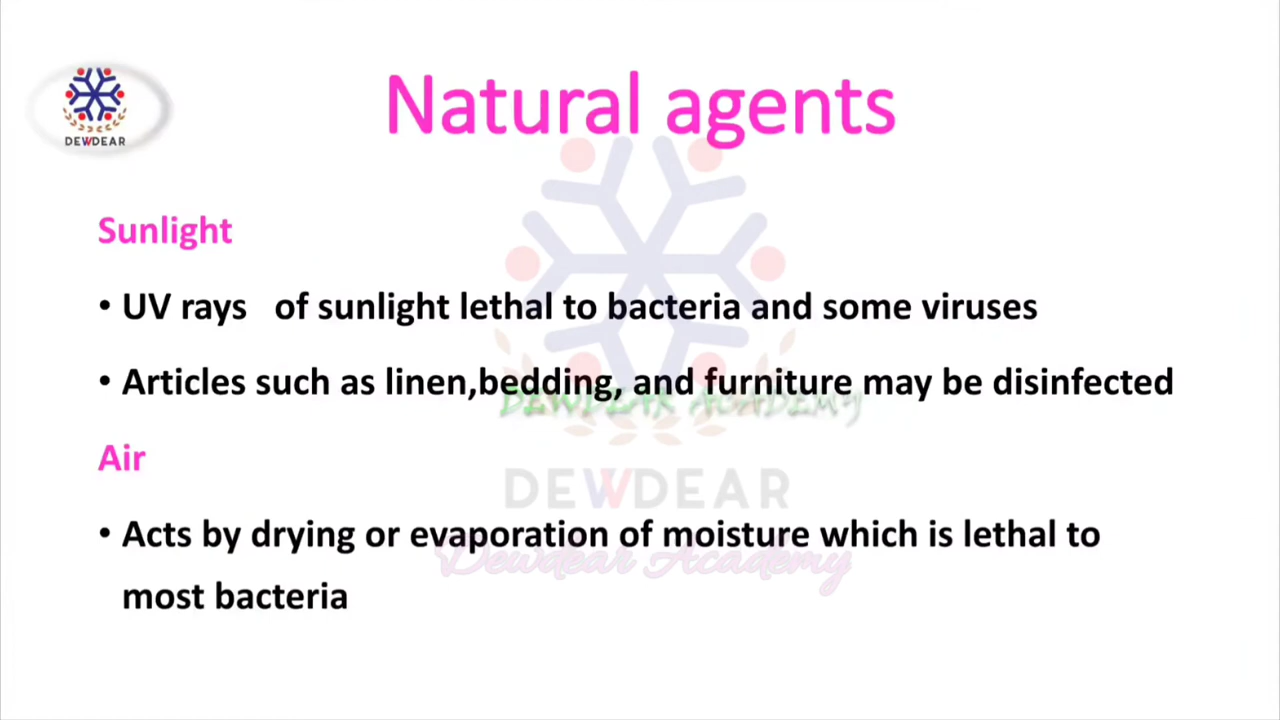 Natural agents
DEWDEAR
Sunlight
• UV rays of sunlight lethal to bacteria and some viruses
• Articles such as linen,bedding, and furniture may be disinfected
DEWDEAR ACADEMY
Air
DEWDEAR
• Acts by drying or evaporation of moisture which is lethal to
Dewdear Academy
most bacteria